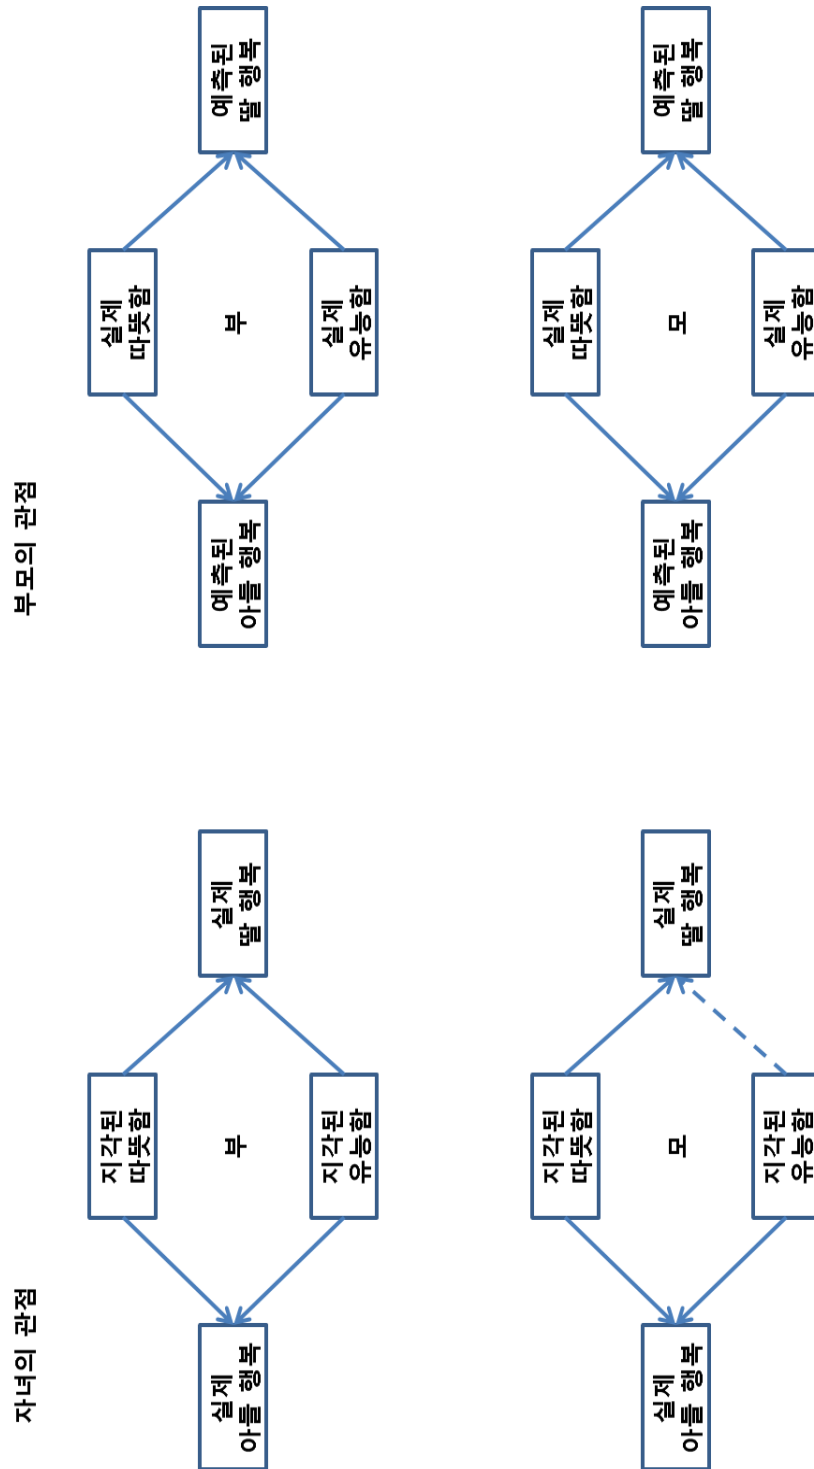 자녀의 관점
지각된
따뜻함
실제
아들 행복
부
실제
딸 행복
지각된
유능함
지각된
따뜻함
실제
아들 행복
모
실제
딸 행복
지각된
유능함
부모의 관점
실제
따뜻함
예측된
아들 행복
부
예측된
딸 행복
실제
유능함
실제
따뜻함
예측된
아들 행복
모
예측된
딸 행복
실제
유능함